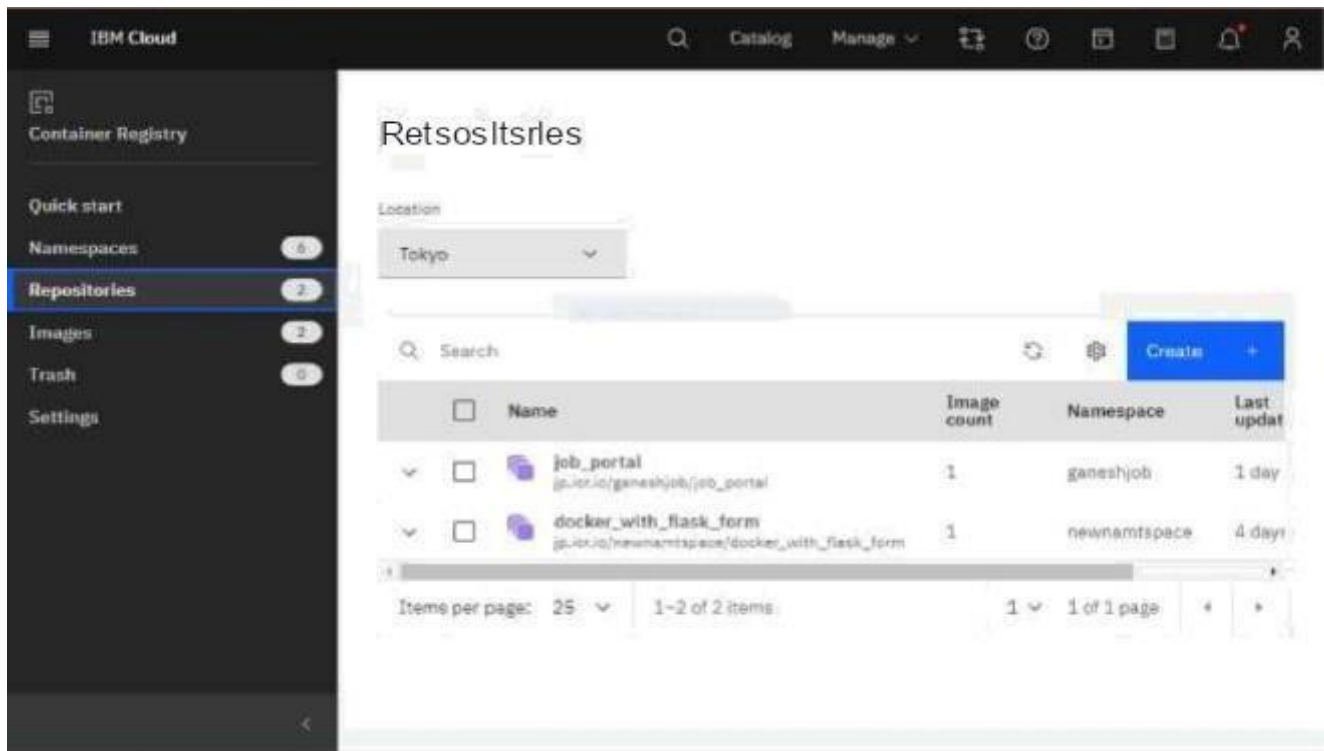 IBM Cloud
Catalog
Manage
Container Registry
Quick start
Namespaces 6
Repositories 2
Images 2
Trash 0
Settings
RetsosItsrles
Location
Tokyo
Search
Create +
Name Image count Namespace Last updat
job_portal 1 ganeshjob 1 day
jp.icr.io/ganeshjob/job_portal
docker_with_flask_form 1 newnamtspace 4 days
jp.icr.io/newnamtspace/docker_with_flask_form
Items per page: 25 1–2 of 2 items 1 1 of 1 page